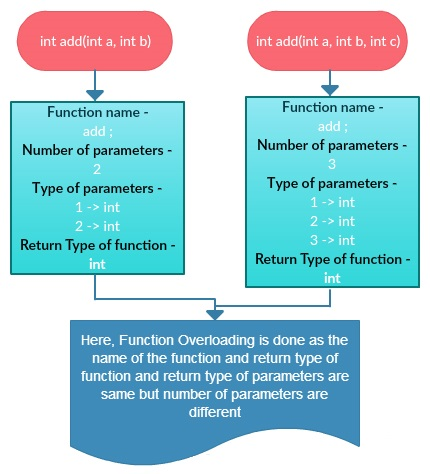 int add(int a, int b)
int add(int a, int b, int c)
Function name -
add ;
Number of parameters -
2
Type of parameters -
1 -> int
2 -> int
Return Type of function -
int
Function name -
add ;
Number of parameters -
3
Type of parameters -
1 -> int
2 -> int
3 -> int
Return Type of function -
int
Here, Function Overloading is done as the
name of the function and return type of
function and return type of parameters are
same but number of parameters are
different